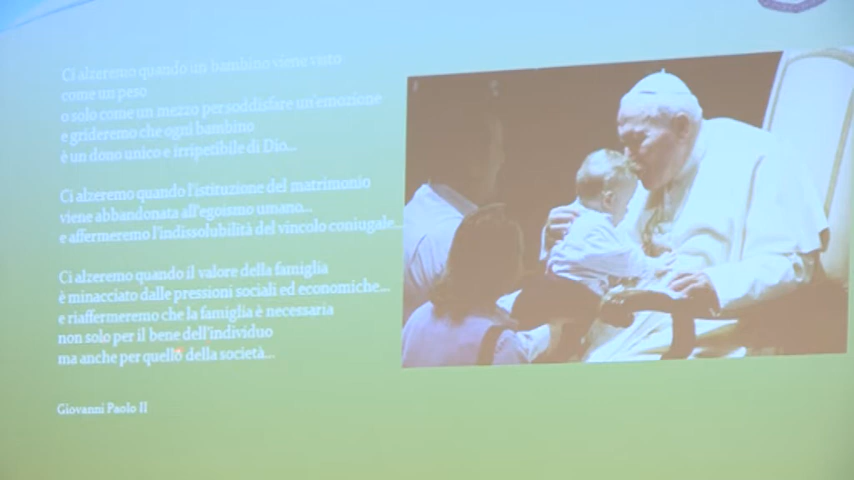 Ci alzeremo quando un bambino viene visto
come un peso
o solo come un mezzo per soddisfare un'emozione
e grideremo che ogni bambino
è un dono unico e irripetibile di Dio...
Ci alzeremo quando l'istituzione del matrimonio
viene abbandonata all'egoismo umano...
e affermeremo l'indissolubilità del vincolo coniugale...
Ci alzeremo quando il valore della famiglia
è minacciato dalle pressioni sociali ed economiche...
e riaffermeremo che la famiglia è necessaria
non solo per il bene dell'individuo
ma anche per quello della società...
Giovanni Paolo II